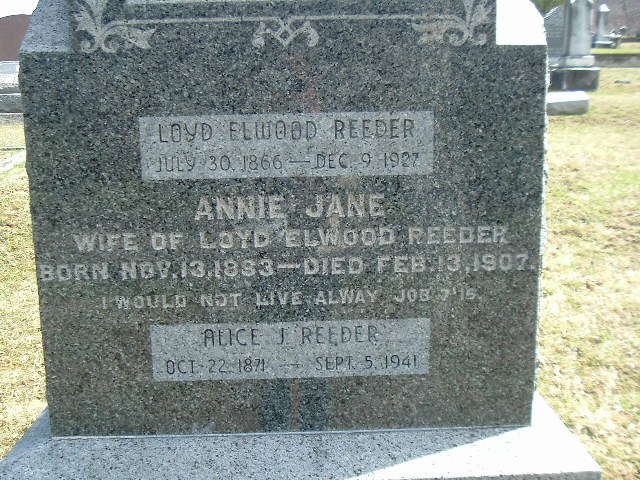 LOYD ELWOOD REEDER
JULY 30, 1866 — DEC. 9, 1927
ANNIE JANE
WIFE OF LOYD ELWOOD REEDER
BORN NOV. 13, 1883 — DIED FEB. 13, 1907.
I WOULD NOT LIVE ALWAY JOB 7'16.
ALICE J. REEDER
OCT. 22, 1871 — SEPT. 5, 1941